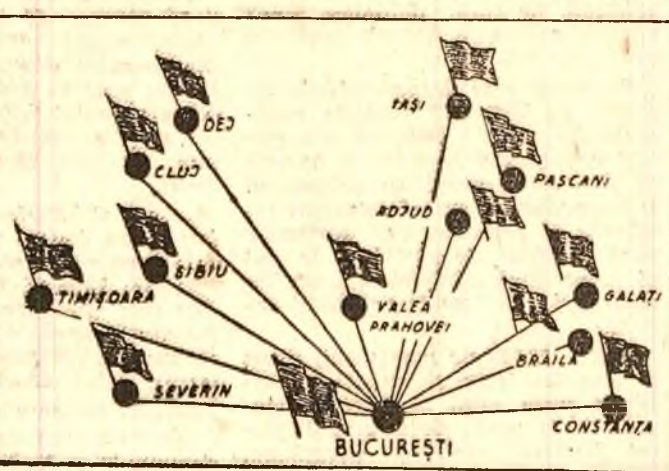 DEJ
IAȘI
CLUJ
PASCANI
ADJUD
SIBIU
TIMIȘOARA
VALEA
PRAHOVEI
GALAȚI
BRAILA
SEVERIN
CONSTANȚA
BUCUREȘTI